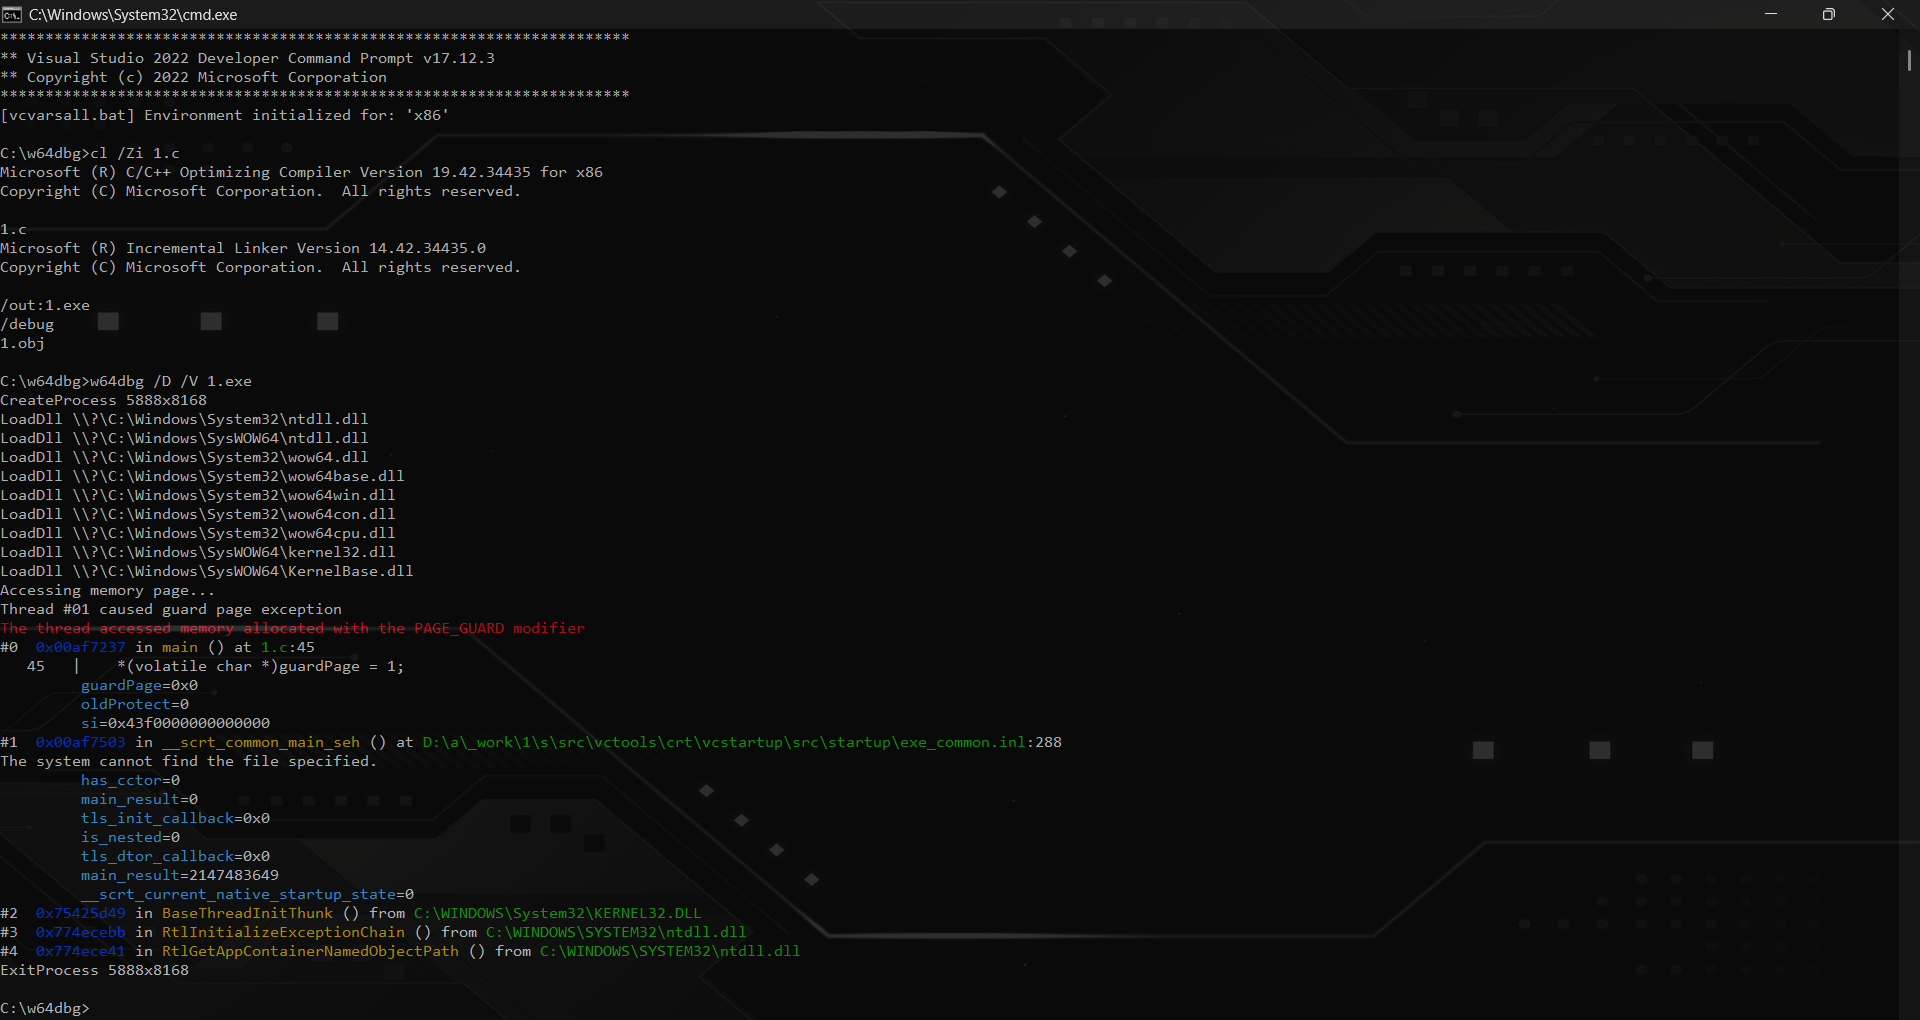 C:\Windows\System32\cmd.exe
**********************************************************************
** Visual Studio 2022 Developer Command Prompt v17.12.3
** Copyright (c) 2022 Microsoft Corporation
**********************************************************************
[vcvarsall.bat] Environment initialized for: 'x86'
C:\w64dbg>cl /Zi 1.c
Microsoft (R) C/C++ Optimizing Compiler Version 19.42.34435 for x86
Copyright (C) Microsoft Corporation.  All rights reserved.
1.c
Microsoft (R) Incremental Linker Version 14.42.34435.0
Copyright (C) Microsoft Corporation.  All rights reserved.
/out:1.exe
/debug
1.obj
C:\w64dbg>w64dbg /D /V 1.exe
CreateProcess 5888x8168
LoadDll \\?\C:\Windows\System32\ntdll.dll
LoadDll \\?\C:\Windows\SysWOW64\ntdll.dll
LoadDll \\?\C:\Windows\System32\wow64.dll
LoadDll \\?\C:\Windows\System32\wow64base.dll
LoadDll \\?\C:\Windows\System32\wow64win.dll
LoadDll \\?\C:\Windows\System32\wow64con.dll
LoadDll \\?\C:\Windows\System32\wow64cpu.dll
LoadDll \\?\C:\Windows\SysWOW64\kernel32.dll
LoadDll \\?\C:\Windows\SysWOW64\KernelBase.dll
Accessing memory page...
Thread #01 caused guard page exception
The thread accessed memory allocated with the PAGE_GUARD modifier
#0  0x00af7237 in main () at 1.c:45
   45   |    *(volatile char *)guardPage = 1;
         guardPage=0x0
         oldProtect=0
         si=0x43f0000000000000
#1  0x00af7503 in __scrt_common_main_seh () at D:\a\_work\1\s\src\vctools\crt\vcstartup\src\startup\exe_common.inl:288
The system cannot find the file specified.
         has_cctor=0
         main_result=0
         tls_init_callback=0x0
         is_nested=0
         tls_dtor_callback=0x0
         main_result=2147483649
         __scrt_current_native_startup_state=0
#2  0x75425d49 in BaseThreadInitThunk () from C:\WINDOWS\System32\KERNEL32.DLL
#3  0x774ecebb in RtlInitializeExceptionChain () from C:\WINDOWS\SYSTEM32\ntdll.dll
#4  0x774ece41 in RtlGetAppContainerNamedObjectPath () from C:\WINDOWS\SYSTEM32\ntdll.dll
ExitProcess 5888x8168
C:\w64dbg>